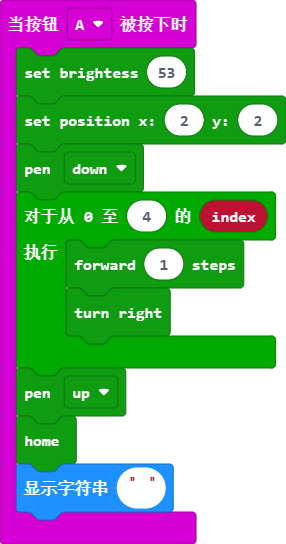 当按钮 A 被按下时
set brightess 53
set position x: 2 y: 2
pen down
对于从 0 至 4 的 index
执行 forward 1 steps
turn right
pen up
home
显示字符串 " "